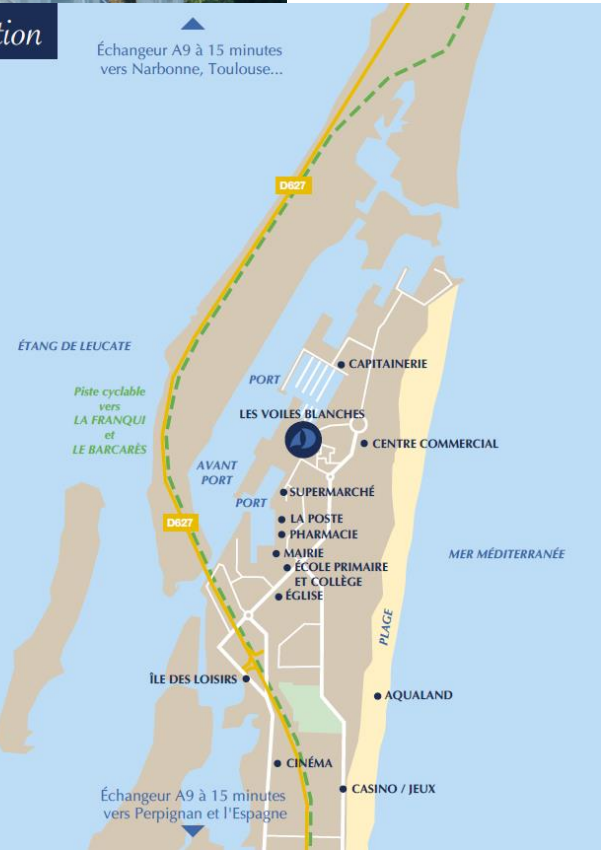 Échangeur A9 à 15 minutes
vers Narbonne, Toulouse...
D627
ÉTANG DE LEUCATE
CAPITAINERIE
PORT
Piste cyclable
vers
LA FRANQUI
et
LE BARCARÈS
LES VOILES BLANCHES
CENTRE COMMERCIAL
AVANT
PORT
SUPERMARCHÉ
PORT
LA POSTE
D627
PHARMACIE
MAIRIE
MER MÉDITERRANÉE
ÉCOLE PRIMAIRE
ET COLLÈGE
ÉGLISE
PLAGE
ÎLE DES LOISIRS
AQUALAND
CINÉMA
CASINO / JEUX
Échangeur A9 à 15 minutes
vers Perpignan et l'Espagne